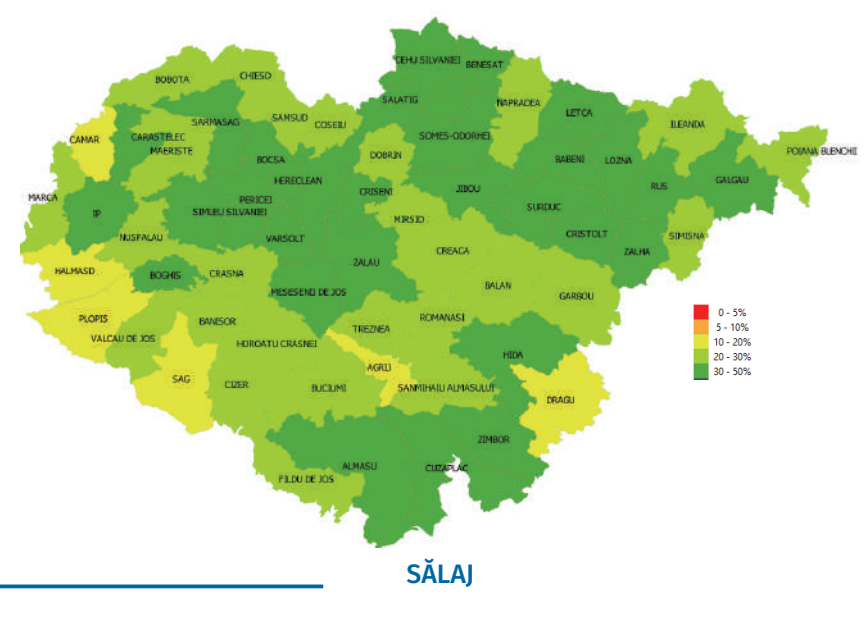 CEHU SILVANIEI
BENESAT
BOBOTA
CHIESD
SALATIG
NAPRADEA
LETCA
SARMASAG
SAMSUD
COSEIU
ILEANDA
CAMAR
CARASTELEC
SOMES-ODORHEI
MAERISTE
BOCSA
DOBRIN
BABENI
LOZNA
POIANA BLENCHII
HERECLEAN
GALGAU
CRISENI
JIBOU
RUS
MARCA
PERICEI
IP
SIMLEU SILVANIEI
SURDUC
MIRSID
NUSFALAU
VARSOLT
CRISTOLT
SIMISNA
CREACA
ZALHA
ZALAU
HALMASD
BOGHIS
CRASNA
MESESENII DE JOS
BALAN
GARBOU
PLOPIS
BANISOR
ROMANASI
VALCAU DE JOS
TREZNEA
HOROATU CRASNEI
HIDA
AGRIJ
SAG
CIZER
BUCIUMI
SANMIHAIU ALMASULUI
DRAGU
ZIMBOR
ALMASU
CUZAPLAC
FILDU DE JOS
0 - 5%
5 - 10%
10 - 20%
20 - 30%
30 - 50%
SĂLAJ